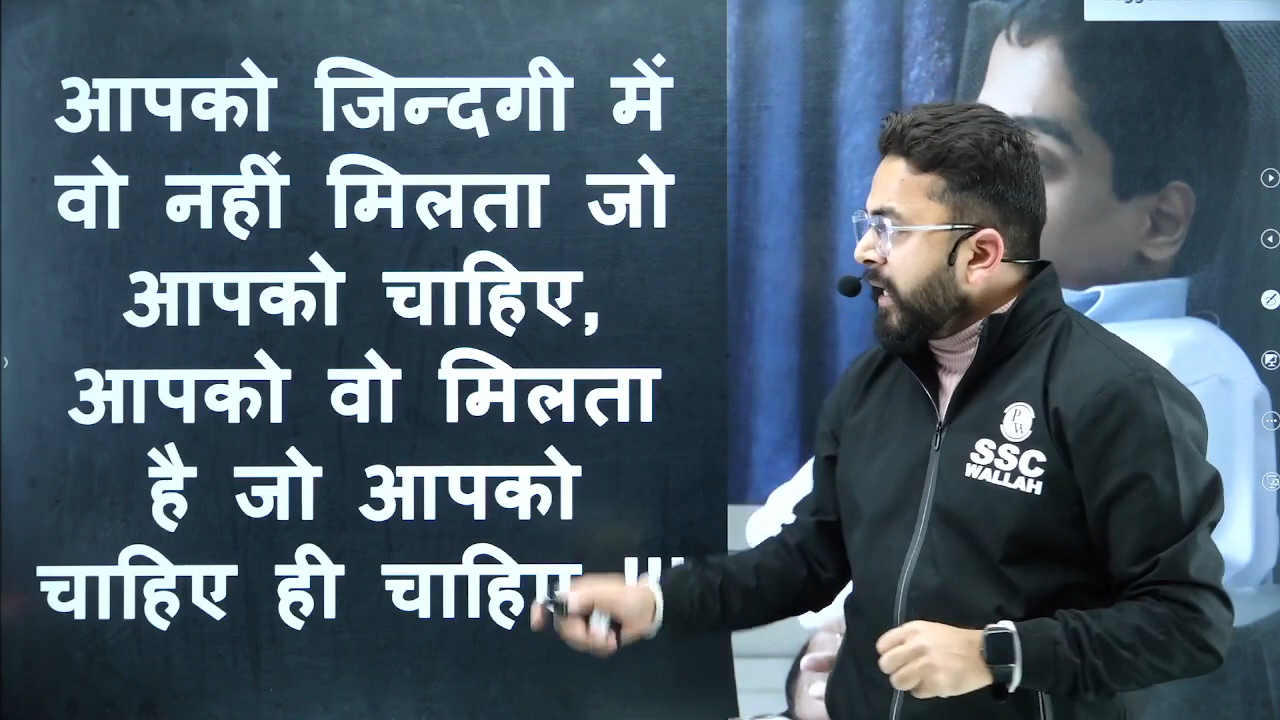 आपको जिन्दगी में
वो नहीं मिलता जो
आपको चाहिए,
आपको वो मिलता
है जो आपको
चाहिए ही चाहिए !!!
PW
SSC
WALLAH